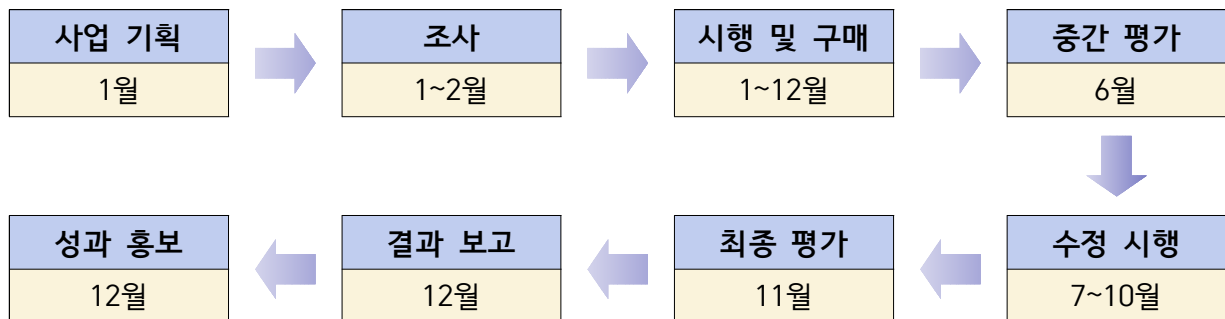 사업 기획
1월
조사
1~2월
시행 및 구매
1~12월
중간 평가
6월
수정 시행
7~10월
최종 평가
11월
결과 보고
12월
성과 홍보
12월